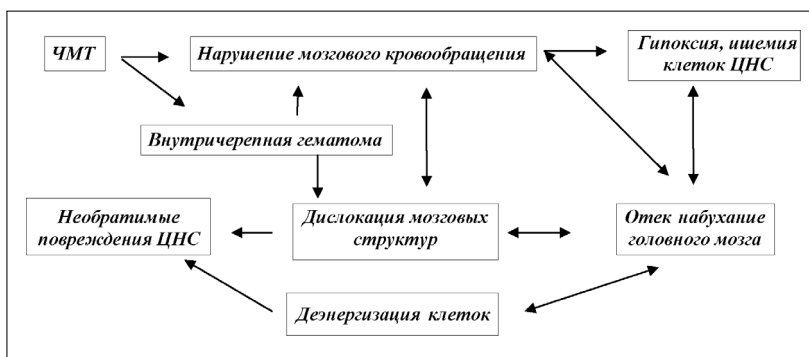 ЧМТ
Нарушение мозгового кровообращения
Гипоксия, ишемия
клеток ЦНС
Внутричерепная гематома
Необратимые
повреждения ЦНС
Дислокация мозговых
структур
Отек набухание
головного мозга
Деэнергизация клеток